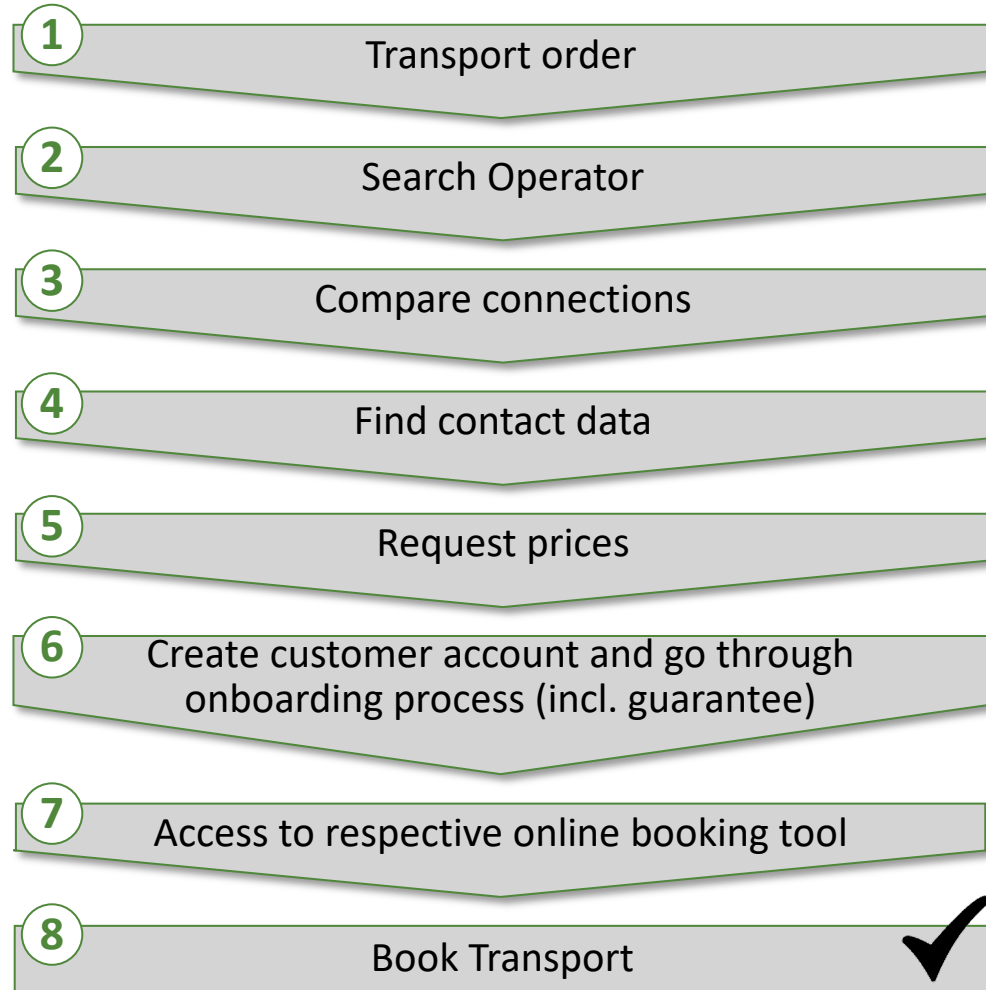 1
Transport order
2
Search Operator
3
Compare connections
4
Find contact data
5
Request prices
6
Create customer account and go through
onboarding process (incl. guarantee)
7
Access to respective online booking tool
8
Book Transport